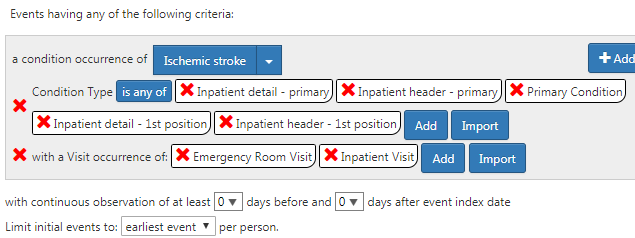 Events having any of the following criteria:
a condition occurrence of Ischemic stroke Add
Condition Type is any of Inpatient detail - primary Inpatient header - primary Primary Condition
Inpatient detail - 1st position Inpatient header - 1st position Add Import
with a Visit occurrence of: Emergency Room Visit Inpatient Visit Add Import
with continuous observation of at least 0 days before and 0 days after event index date
Limit initial events to: earliest event per person.